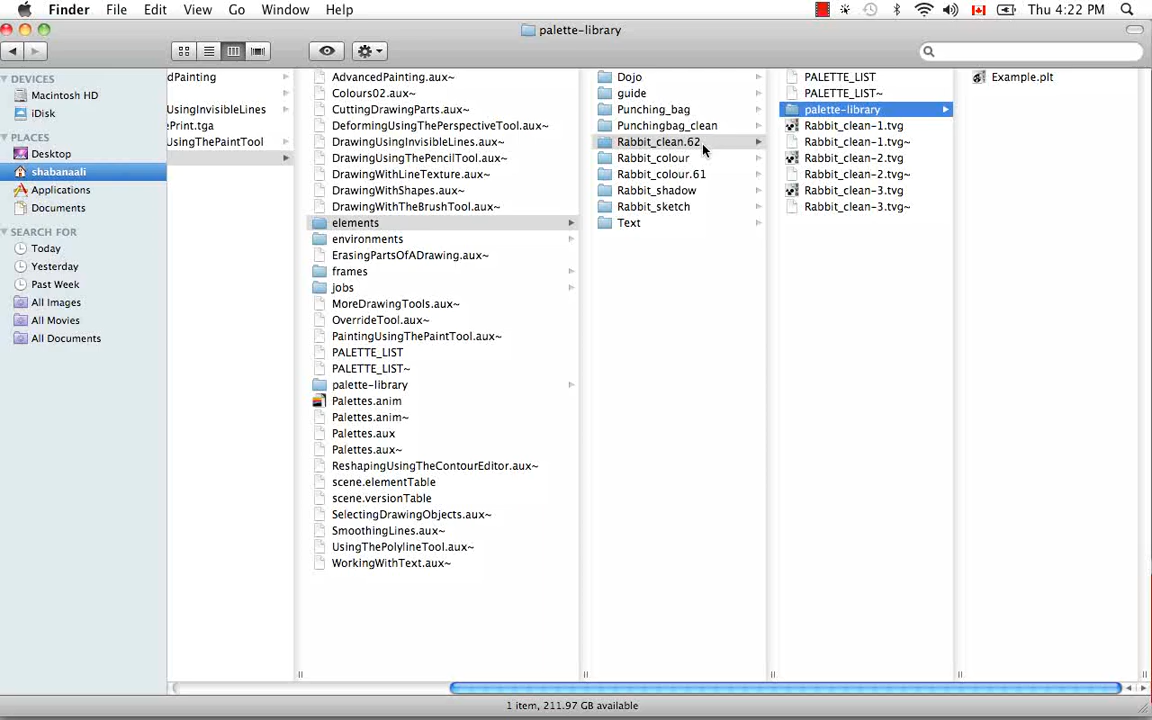 Finder File Edit View Go Window Help Thu 4:22 PM
palette-library
DEVICES
Macintosh HD
iDisk
PLACES
Desktop
shabanaali
Applications
Documents
SEARCH FOR
Today
Yesterday
Past Week
All Images
All Movies
All Documents
dPainting
UsingInvisibleLines
ePrint.tga
UsingThePaintTool
AdvancedPainting.aux~
Colours02.aux~
CuttingDrawingParts.aux~
DeformingUsingThePerspectiveTool.aux~
DrawingUsingInvisibleLines.aux~
DrawingUsingThePencilTool.aux~
DrawingWithLineTexture.aux~
DrawingWithShapes.aux~
DrawingWithTheBrushTool.aux~
elements
environments
ErasingPartsOfADrawing.aux~
frames
jobs
MoreDrawingTools.aux~
OverrideTool.aux~
PaintingUsingThePaintTool.aux~
PALETTE_LIST
PALETTE_LIST~
palette-library
Palettes.anim
Palettes.anim~
Palettes.aux
Palettes.aux~
ReshapingUsingTheContourEditor.aux~
scene.elementTable
scene.versionTable
SelectingDrawingObjects.aux~
SmoothingLines.aux~
UsingThePolylineTool.aux~
WorkingWithText.aux~
Dojo
guide
Punching_bag
Punchingbag_clean
Rabbit_clean.62
Rabbit_colour
Rabbit_colour.61
Rabbit_shadow
Rabbit_sketch
Text
PALETTE_LIST
PALETTE_LIST~
palette-library
Rabbit_clean-1.tvg
Rabbit_clean-1.tvg~
Rabbit_clean-2.tvg
Rabbit_clean-2.tvg~
Rabbit_clean-3.tvg
Rabbit_clean-3.tvg~
Example.plt
1 item, 211.97 GB available